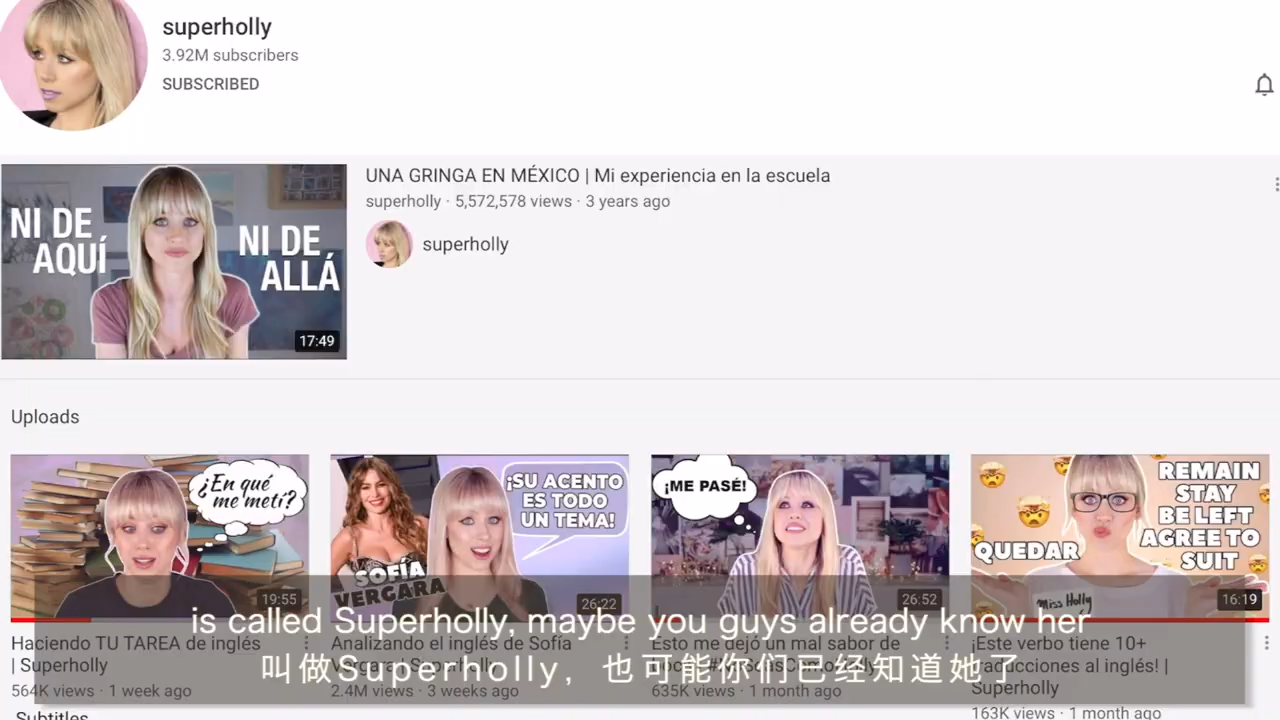 superholly
3.92M subscribers
SUBSCRIBED
NI DE
AQUÍ
NI DE
ALLÁ
17:49
UNA GRINGA EN MÉXICO | Mi experiencia en la escuela
superholly · 5,572,578 views · 3 years ago
superholly
Uploads
¿En qué
me metí?
19:55
¡SU ACENTO
ES TODO
UN TEMA!
SOFÍA
VERGARA
26:22
¡ME PASÉ!
26:52
REMAIN
STAY
BE LEFT
AGREE TO
SUIT
QUEDAR
Miss Holly
16:19
is called Superholly, maybe you guys already know her
叫做Superholly，也可能你们已经知道她了
Haciendo TU TAREA de inglés
| Superholly
564K views · 1 week ago
Analizando el inglés de Sofía
2.4M views · 3 weeks ago
Esto me dejó un mal sabor de
635K views · 1 month ago
¡Este verbo tiene 10+
traducciones al inglés! |
Superholly
163K views · 1 month ago
Subtitles